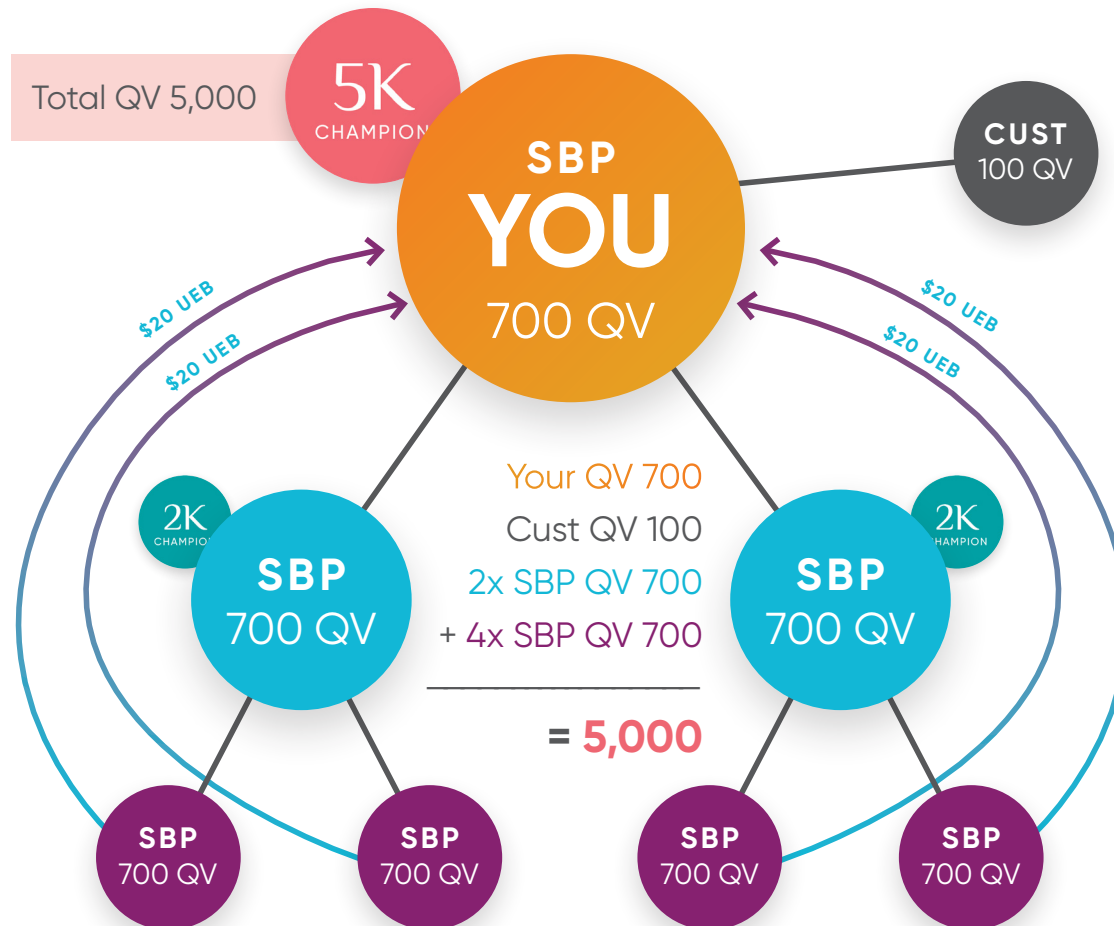 Total QV 5,000
5K
CHAMPION
SBP
YOU
700 QV
CUST
100 QV
$20 UEB
$20 UEB
$20 UEB
$20 UEB
Your QV 700
Cust QV 100
2x SBP QV 700
+ 4x SBP QV 700
= 5,000
2K
CHAMPION
SBP
700 QV
2K
CHAMPION
SBP
700 QV
SBP
700 QV
SBP
700 QV
SBP
700 QV
SBP
700 QV